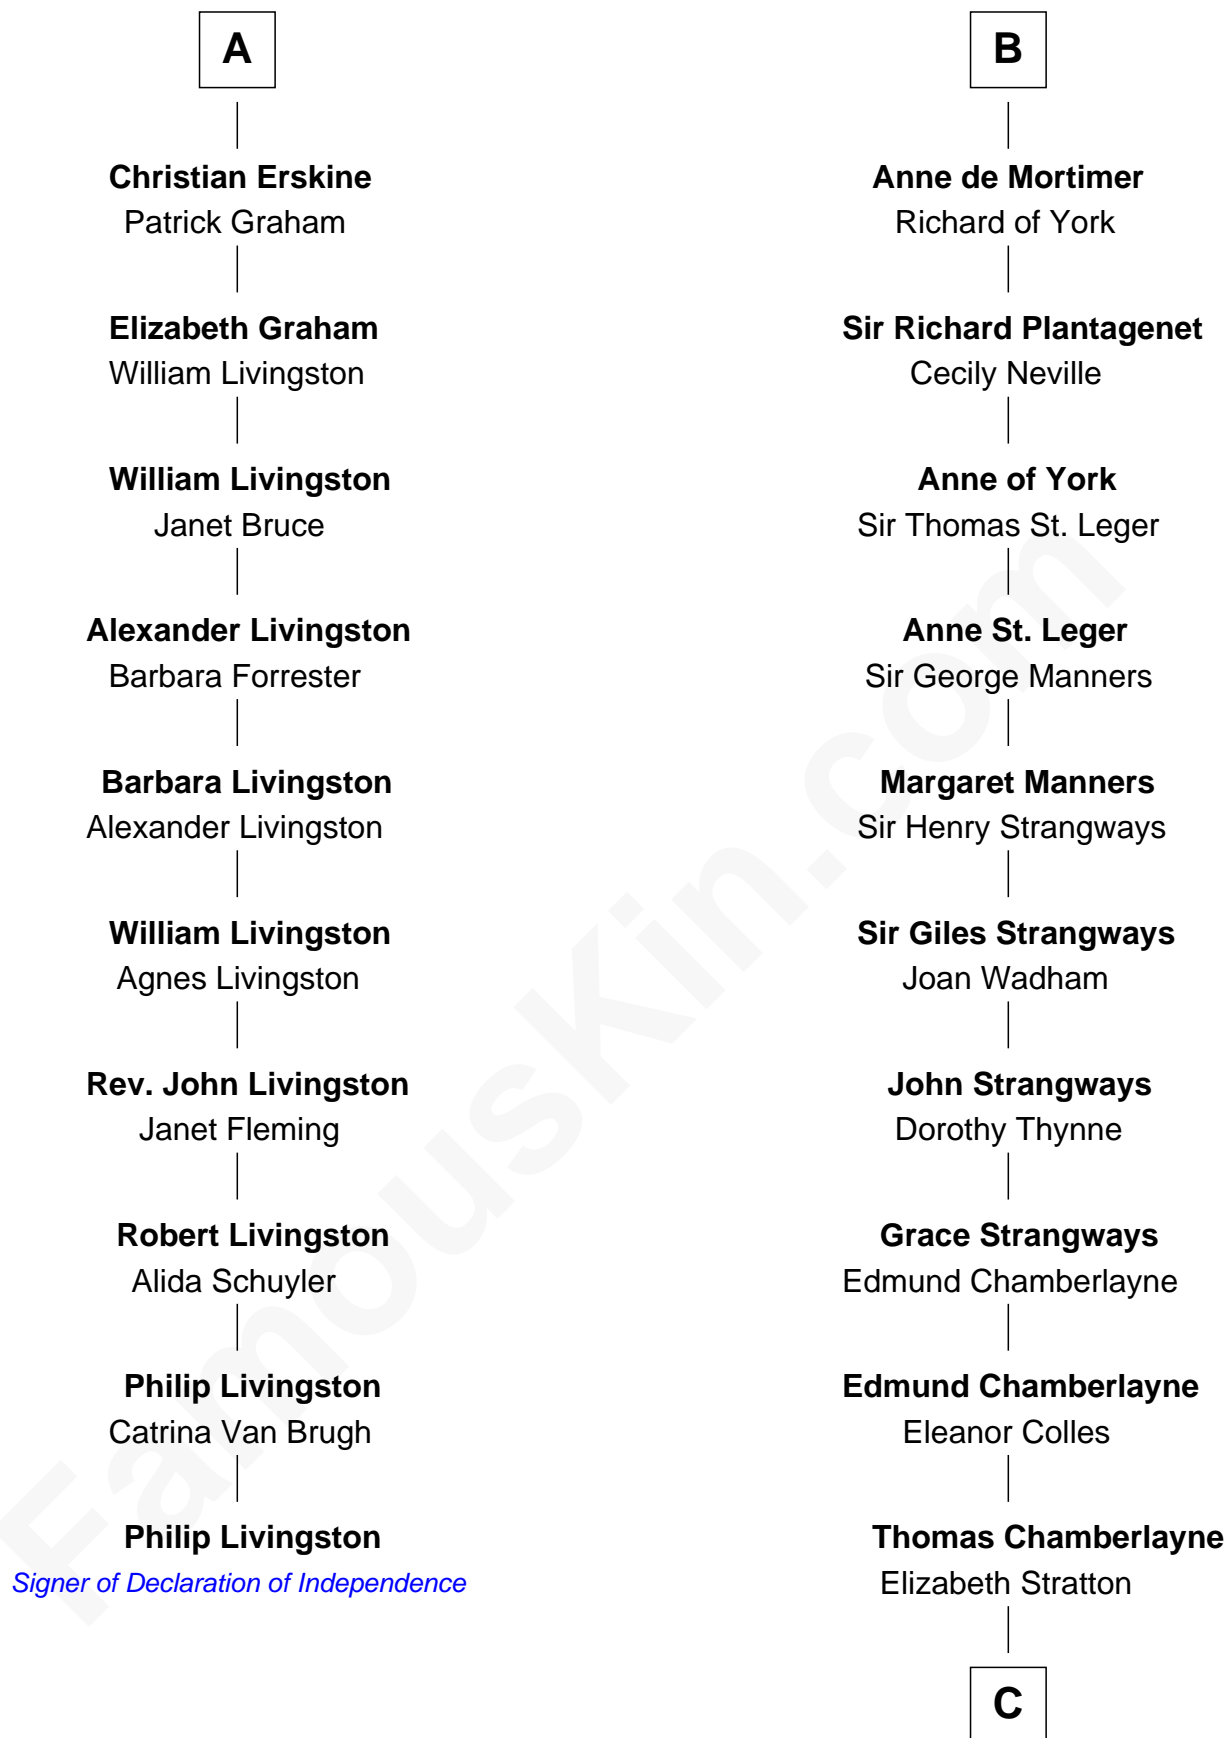 A
Christian Erskine
Patrick Graham
Elizabeth Graham
William Livingston
William Livingston
Janet Bruce
Alexander Livingston
Barbara Forrester
Barbara Livingston
Alexander Livingston
William Livingston
Agnes Livingston
Rev. John Livingston
Janet Fleming
Robert Livingston
Alida Schuyler
Philip Livingston
Catrina Van Brugh
Philip Livingston
Signer of Declaration of Independence
B
Anne de Mortimer
Richard of York
Sir Richard Plantagenet
Cecily Neville
Anne of York
Sir Thomas St. Leger
Anne St. Leger
Sir George Manners
Margaret Manners
Sir Henry Strangways
Sir Giles Strangways
Joan Wadham
John Strangways
Dorothy Thynne
Grace Strangways
Edmund Chamberlayne
Edmund Chamberlayne
Eleanor Colles
Thomas Chamberlayne
Elizabeth Stratton
C
FamousKin.com